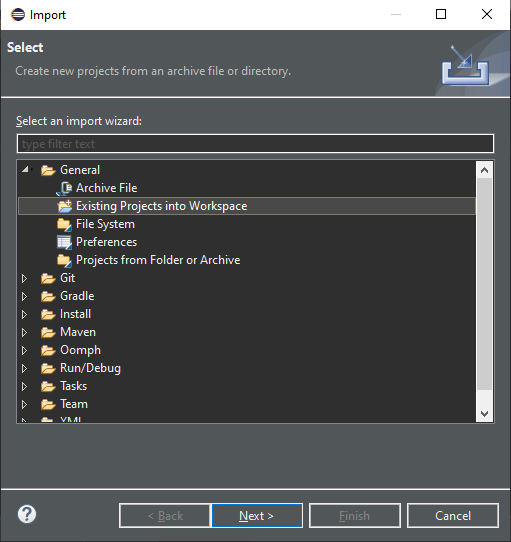 Import
Select
Create new projects from an archive file or directory.
Select an import wizard:
type filter text
General
Archive File
Existing Projects into Workspace
File System
Preferences
Projects from Folder or Archive
Git
Gradle
Install
Maven
Oomph
Run/Debug
Tasks
Team
XML
?
< Back
Next >
Finish
Cancel